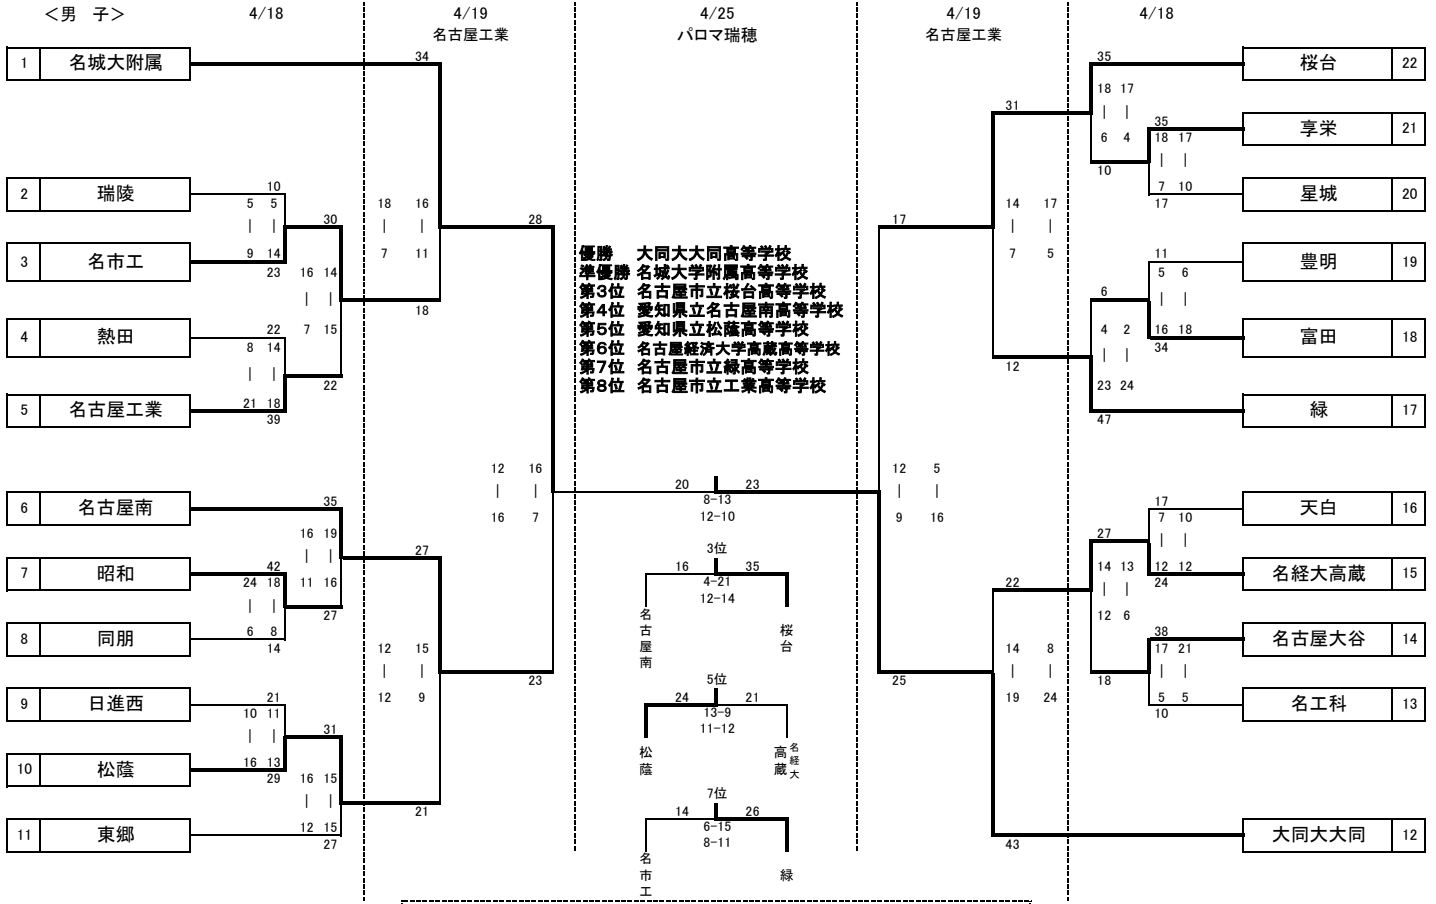 ＜男　子＞
4/18
4/19
名古屋工業
4/25
パロマ瑞穂
4/19
名古屋工業
4/18
1 名城大附属
34
2 瑞陵
10
5 5
| |
9 14
3 名市工
23
30
16 14
| |
7 15
4 熱田
22
8 14
| |
21 18
5 名古屋工業
39
22
18 16
| |
7 11
18
28
6 名古屋南
35
16 19
| |
11 16
7 昭和
42
24 18
| |
6 8
8 同朋
14
27
27
9 日進西
21
10 11
| |
16 13
10 松蔭
29
31
16 15
| |
12 15
11 東郷
27
12 15
| |
12 9
21
23
12 16
| |
16 7
優勝　大同大大同高等学校
準優勝 名城大学附属高等学校
第3位 名古屋市立桜台高等学校
第4位 愛知県立名古屋南高等学校
第5位 愛知県立松蔭高等学校
第6位 名古屋経済大学高蔵高等学校
第7位 名古屋市立緑高等学校
第8位 名古屋市立工業高等学校
20 23
8-13
12-10
3位
16 35
4-21
12-14
名古屋南
桜台
5位
24 21
13-9
11-12
松蔭
高蔵 名経大
7位
14 26
6-15
8-11
名市工
緑
桜台 22
35
18 17
| |
6 4
享栄 21
35
18 17
| |
7 10
星城 20
17
10
31
豊明 19
11
5 6
| |
16 18
富田 18
34
6
4 2
| |
23 24
緑 17
47
12
14 17
| |
7 5
17
天白 16
17
7 10
| |
12 12
名経大高蔵 15
24
27
14 13
| |
12 6
名古屋大谷 14
38
17 21
| |
5 5
名工科 13
10
18
22
14 8
| |
19 24
大同大大同 12
43
25
12 5
| |
9 16